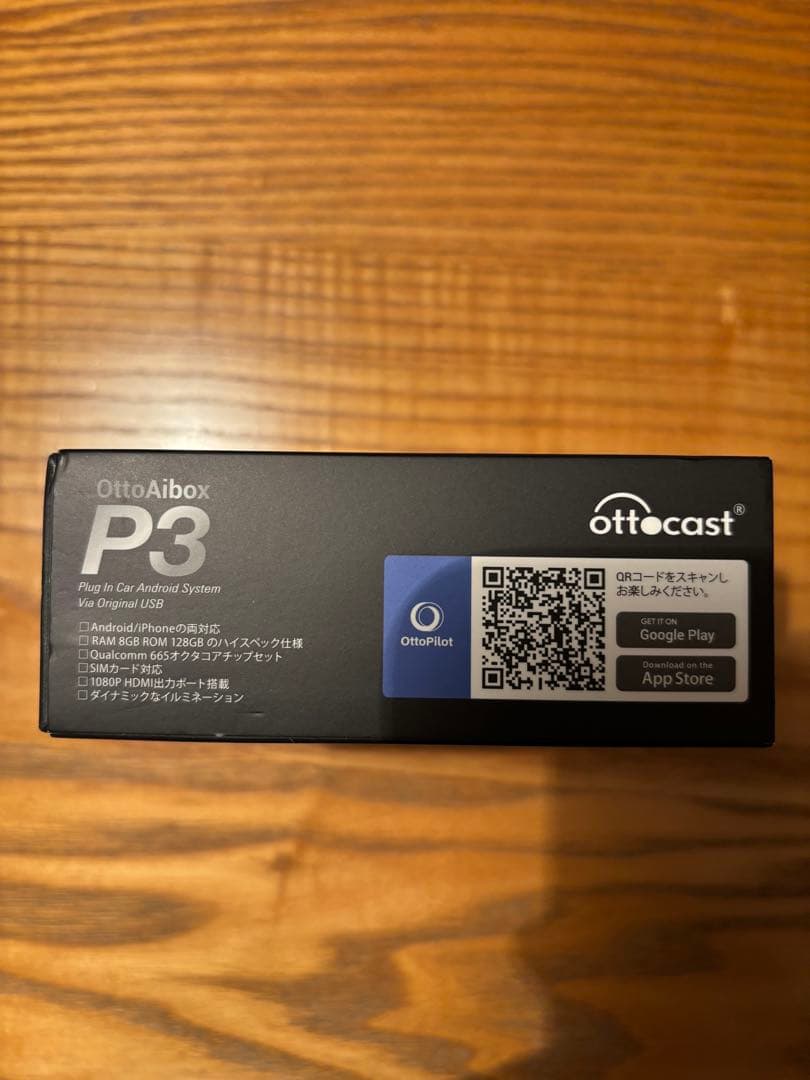 OttoAibox
P3
Plug In Car Android System
Via Original USB
□Android/iPhoneの両対応
□RAM 8GB ROM 128GB のハイスペック仕様
□Qualcomm 665オクタコアチップセット
□SIMカード対応
□1080P HDMI出力ポート搭載
□ダイナミックなイルミネーション
ottocast®
OttoPilot
QRコードをスキャンし
お楽しみください。
GET IT ON
Google Play
Download on the
App Store